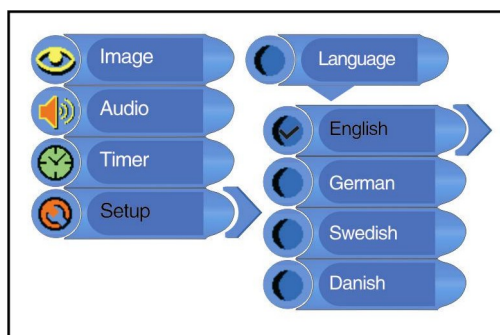 Image
Audio
Timer
Setup
Language
English
German
Swedish
Danish